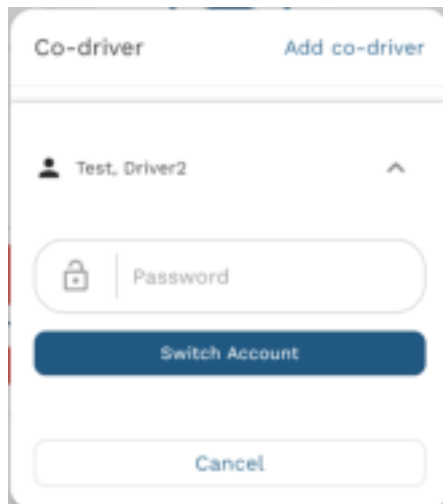 Co-driver Add co-driver
Test, Driver2
Password
Switch Account
Cancel